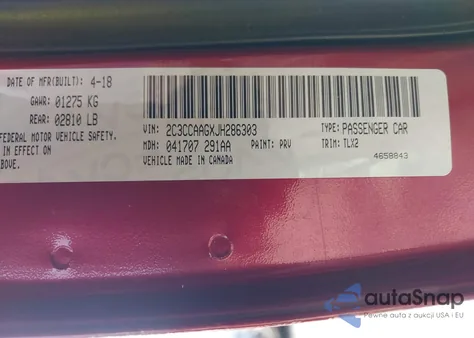 DATE OF MFR(BUILT): 4-18
GAWR: 01275 KG
REAR: 02810 LB
FEDERAL MOTOR VEHICLE SAFETY,
IN EFFECT ON
ABOVE.
VIN: 2C3CCAAGXJH286303
TYPE: PASSENGER CAR
MDH: 041707 291AA
PAINT: PRV
TRIM: TLX2
VEHICLE MADE IN CANADA
4658843
autoSnap
Pewne auta z aukcji USA i EU